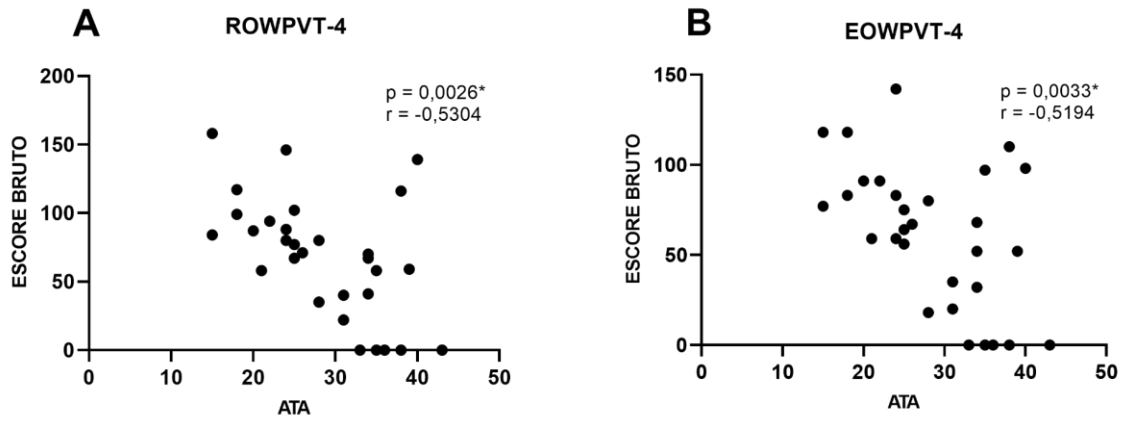 A
ROWPVT-4
p = 0,0026*
r = -0,5304
ESCORE BRUTO
200
150
100
50
0
0 10 20 30 40 50
ATA
B
EOWPVT-4
p = 0,0033*
r = -0,5194
ESCORE BRUTO
150
100
50
0
0 10 20 30 40 50
ATA